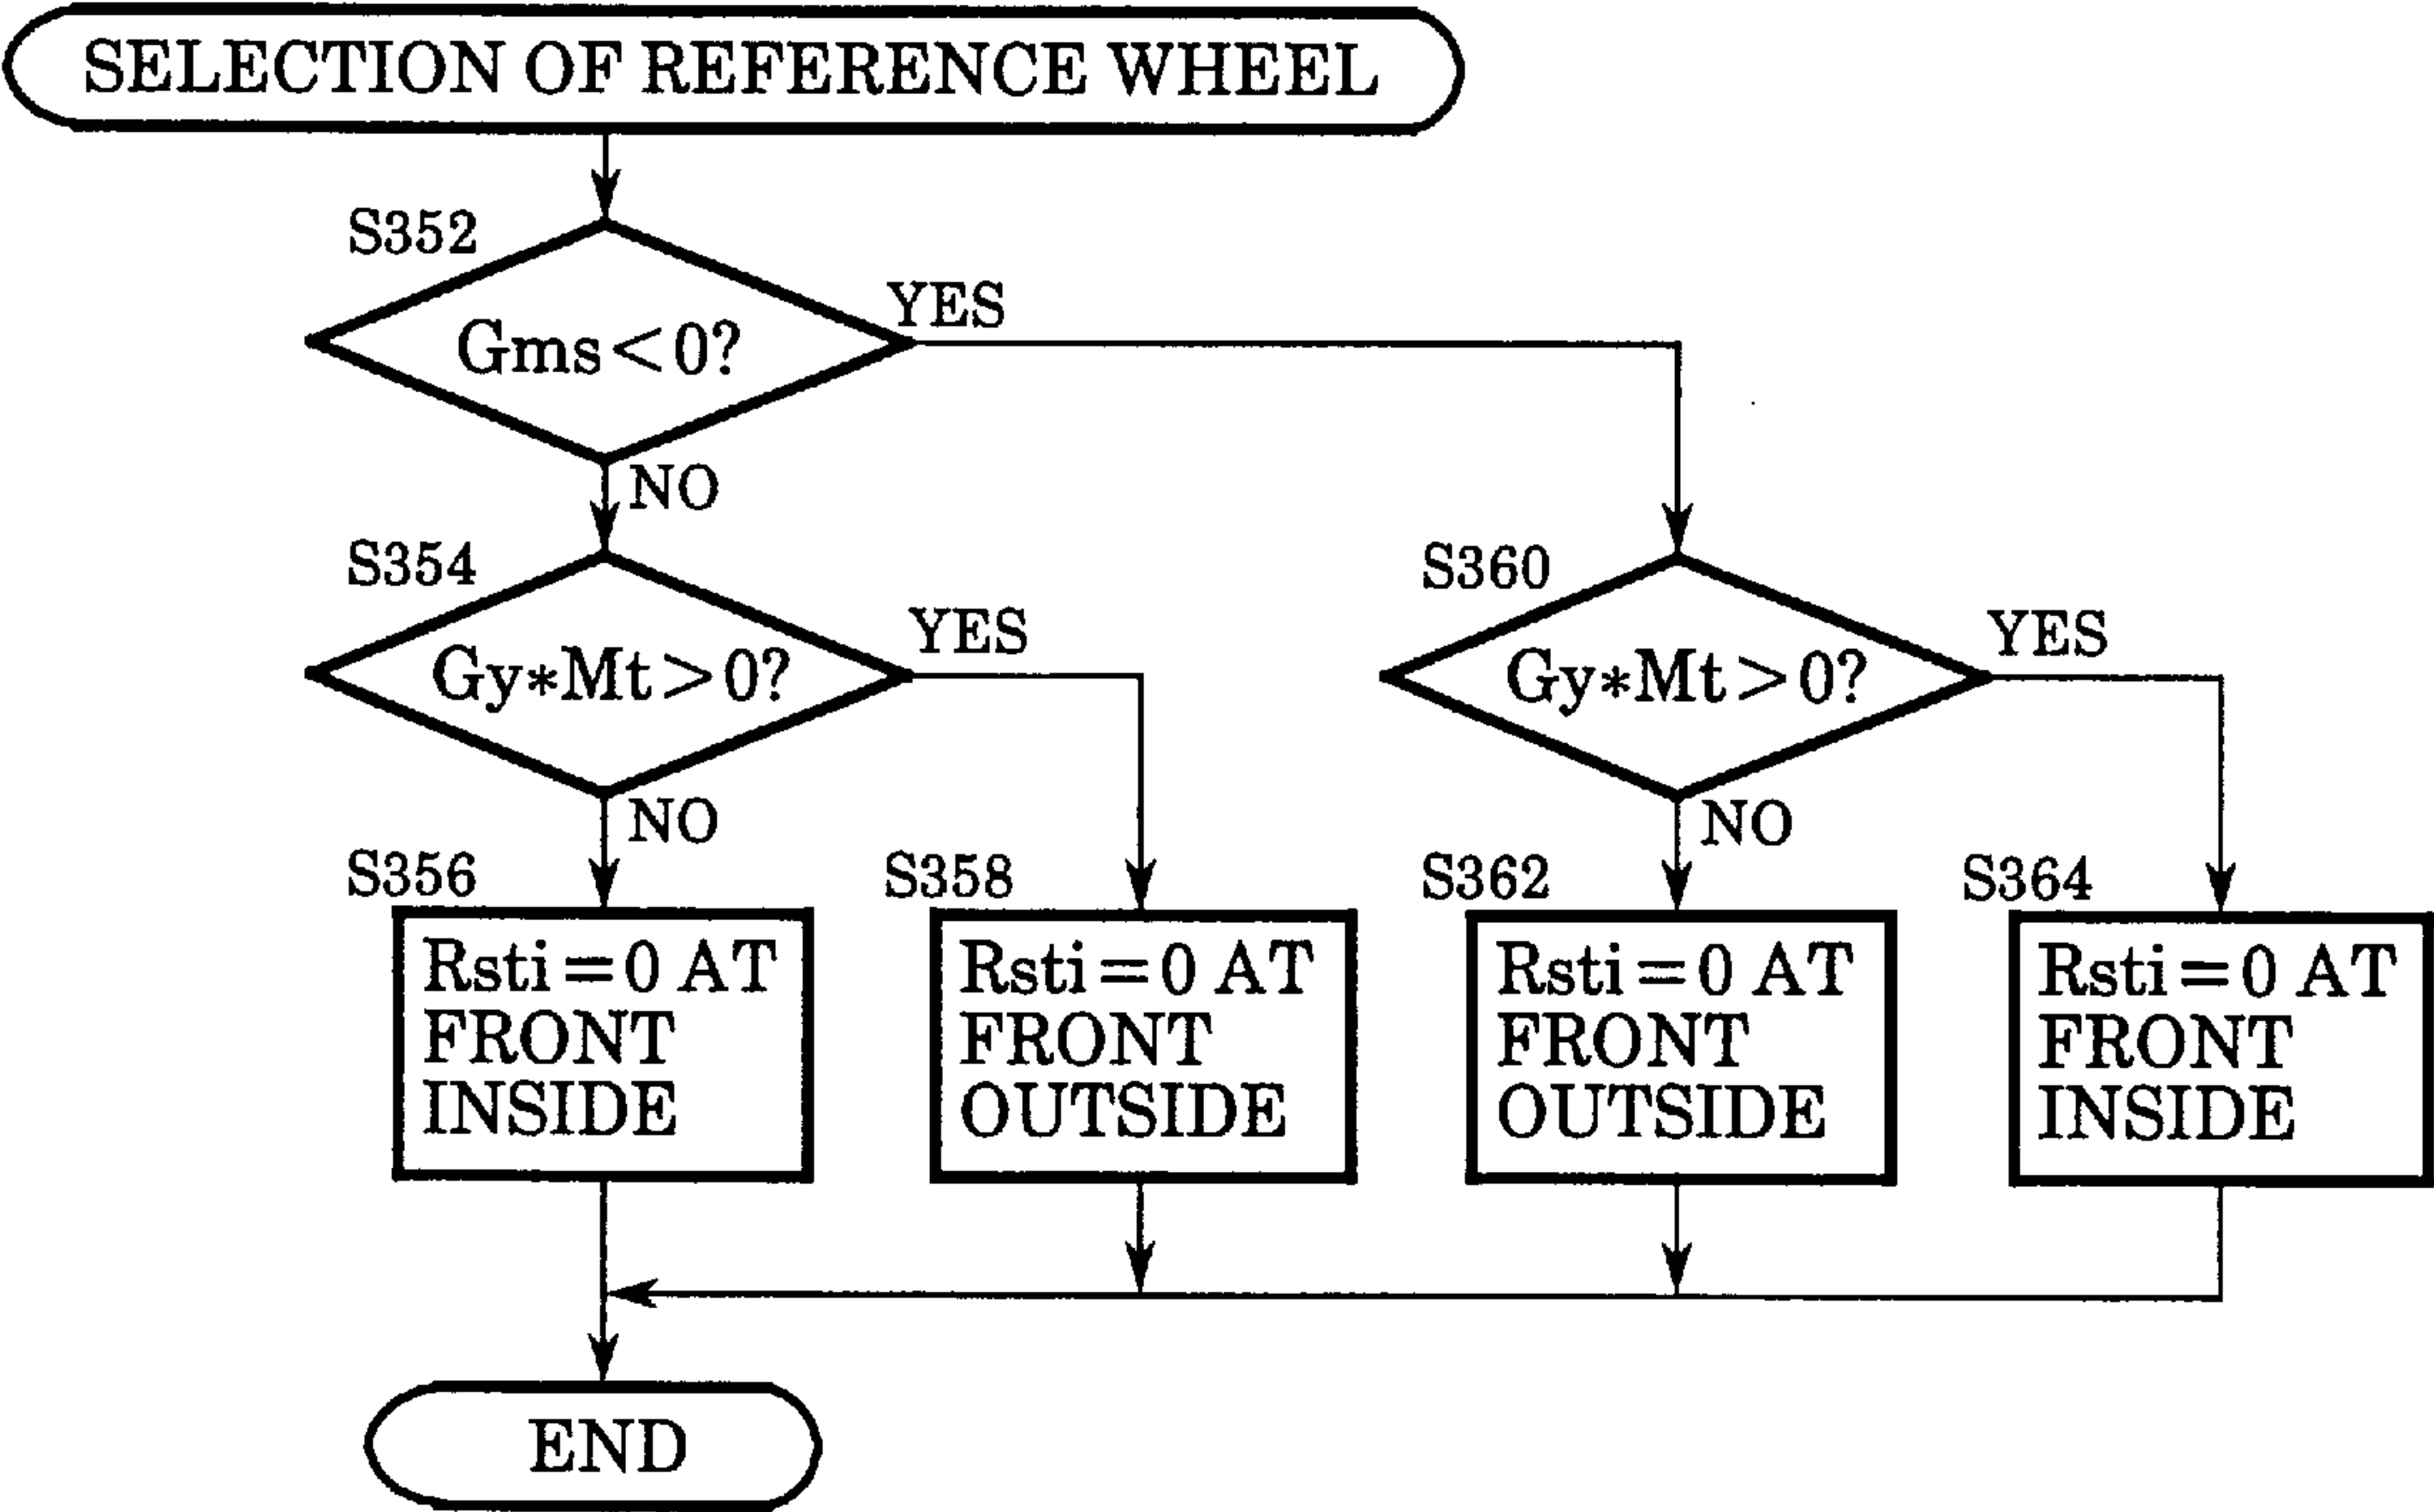 SELECTION OF REFERENCE WHEEL
S352
Gms<0?
YES
NO
S354
Gy*Mt>0?
YES
NO
S360
Gy*Mt>0?
YES
NO
S356
Rsti=0 AT
FRONT
INSIDE
S358
Rsti=0 AT
FRONT
OUTSIDE
S362
Rsti=0 AT
FRONT
OUTSIDE
S364
Rsti=0 AT
FRONT
INSIDE
END